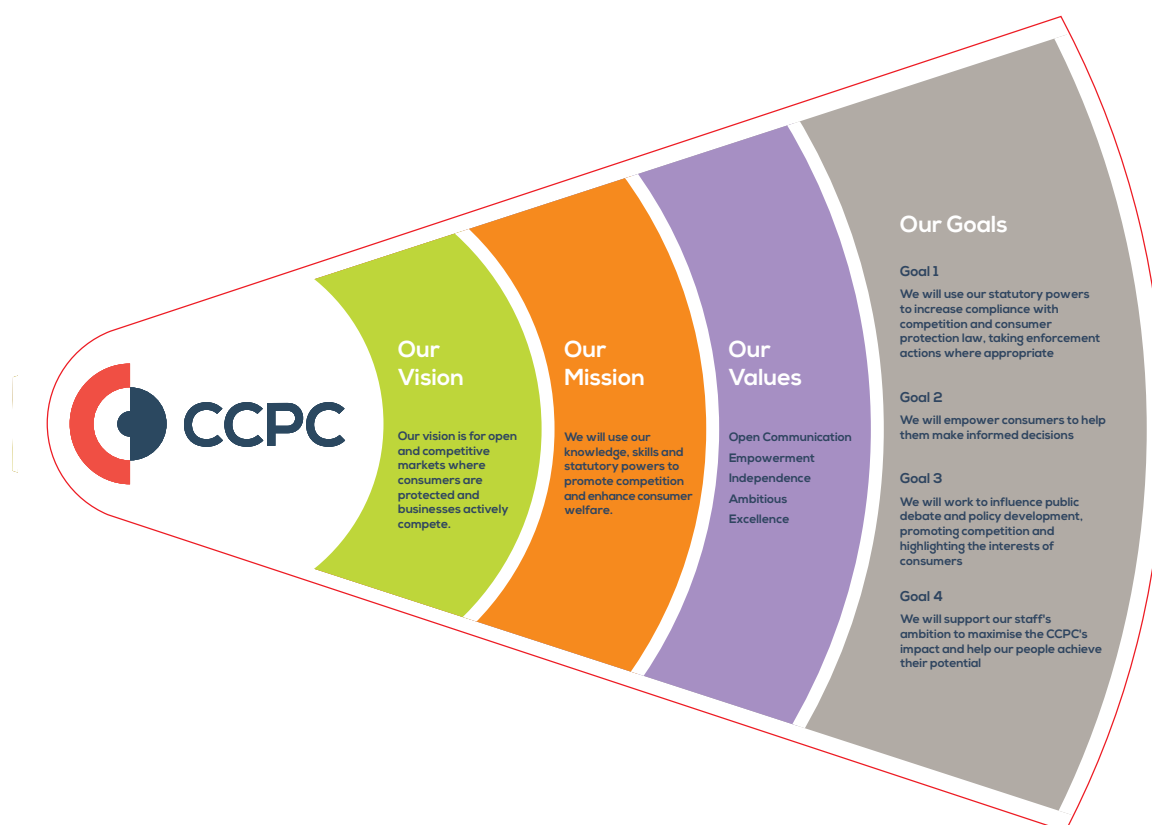 CCPC
Our
Vision
Our vision is for open
and competitive
markets where
consumers are
protected and
businesses actively
compete.
Our
Mission
We will use our
knowledge, skills and
statutory powers to
promote competition
and enhance consumer
welfare.
Our
Values
Open Communication
Empowerment
Independence
Ambitious
Excellence
Our Goals
Goal 1
We will use our statutory powers
to increase compliance with
competition and consumer
protection law, taking enforcement
actions where appropriate
Goal 2
We will empower consumers to help
them make informed decisions
Goal 3
We will work to influence public
debate and policy development,
promoting competition and
highlighting the interests of
consumers
Goal 4
We will support our staff's
ambition to maximise the CCPC's
impact and help our people achieve
their potential